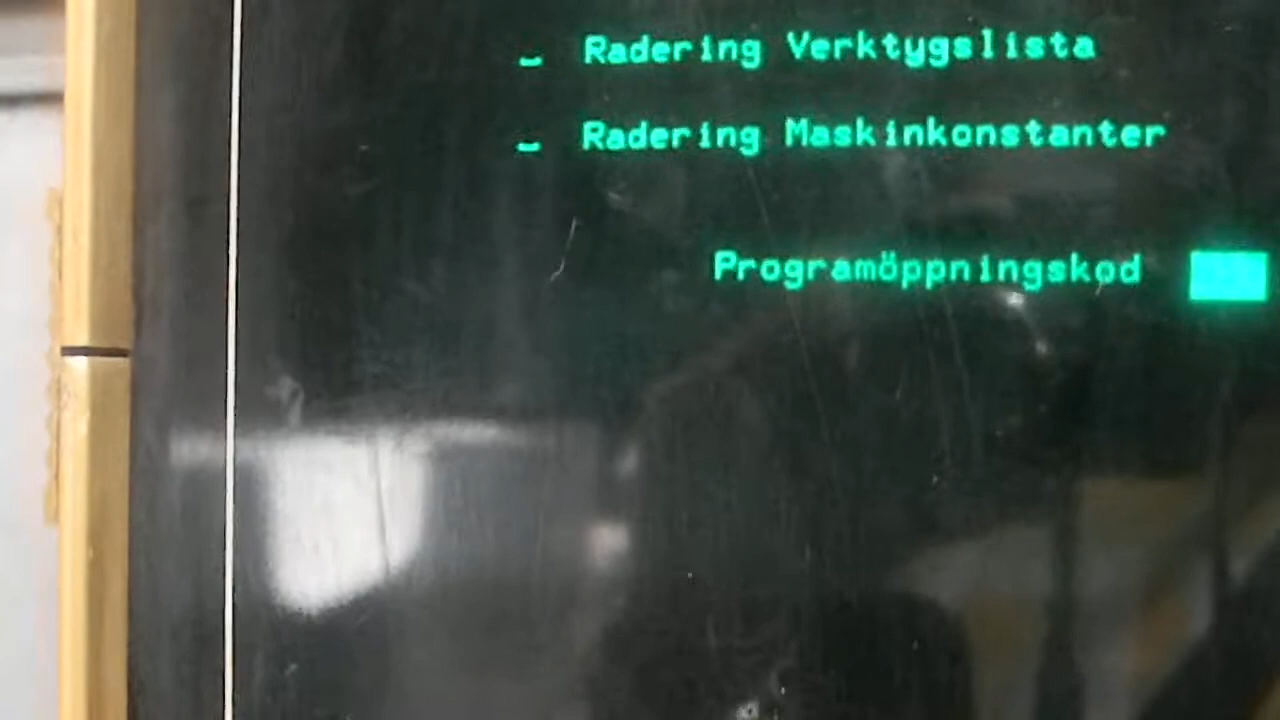 _ Radering Verktygslista
_ Radering Maskinkonstanter
Programöppningskod